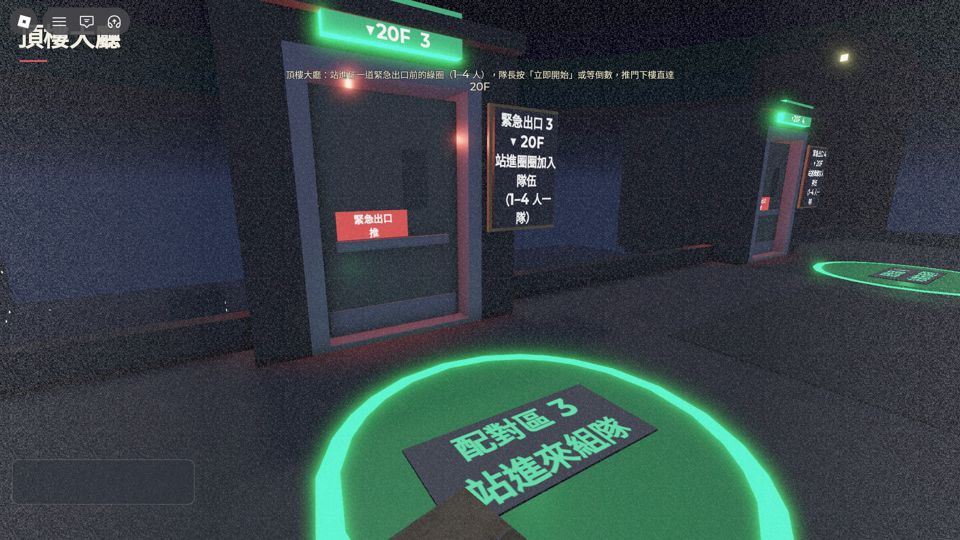 頂樓大廳
▼20F 3
頂樓大廳：站進任一道緊急出口前的綠圈（1–4 人），隊長按「立即開始」或等倒數，推門下樓直達
20F
緊急出口 3
▼ 20F
站進圈圈加入
隊伍
（1–4 人一
隊）
緊急出口
推
配對區 3
站進來組隊